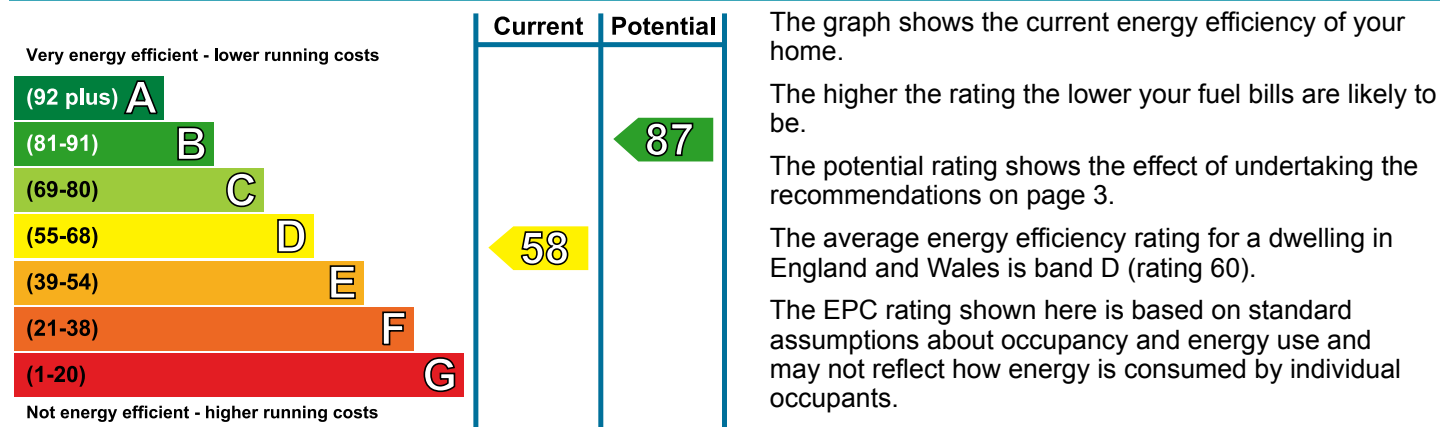 Current Potential
Very energy efficient - lower running costs
(92 plus) A
(81-91) B
87
(69-80) C
(55-68) D
58
(39-54) E
(21-38) F
(1-20) G
Not energy efficient - higher running costs
The graph shows the current energy efficiency of your
home.
The higher the rating the lower your fuel bills are likely to
be.
The potential rating shows the effect of undertaking the
recommendations on page 3.
The average energy efficiency rating for a dwelling in
England and Wales is band D (rating 60).
The EPC rating shown here is based on standard
assumptions about occupancy and energy use and
may not reflect how energy is consumed by individual
occupants.